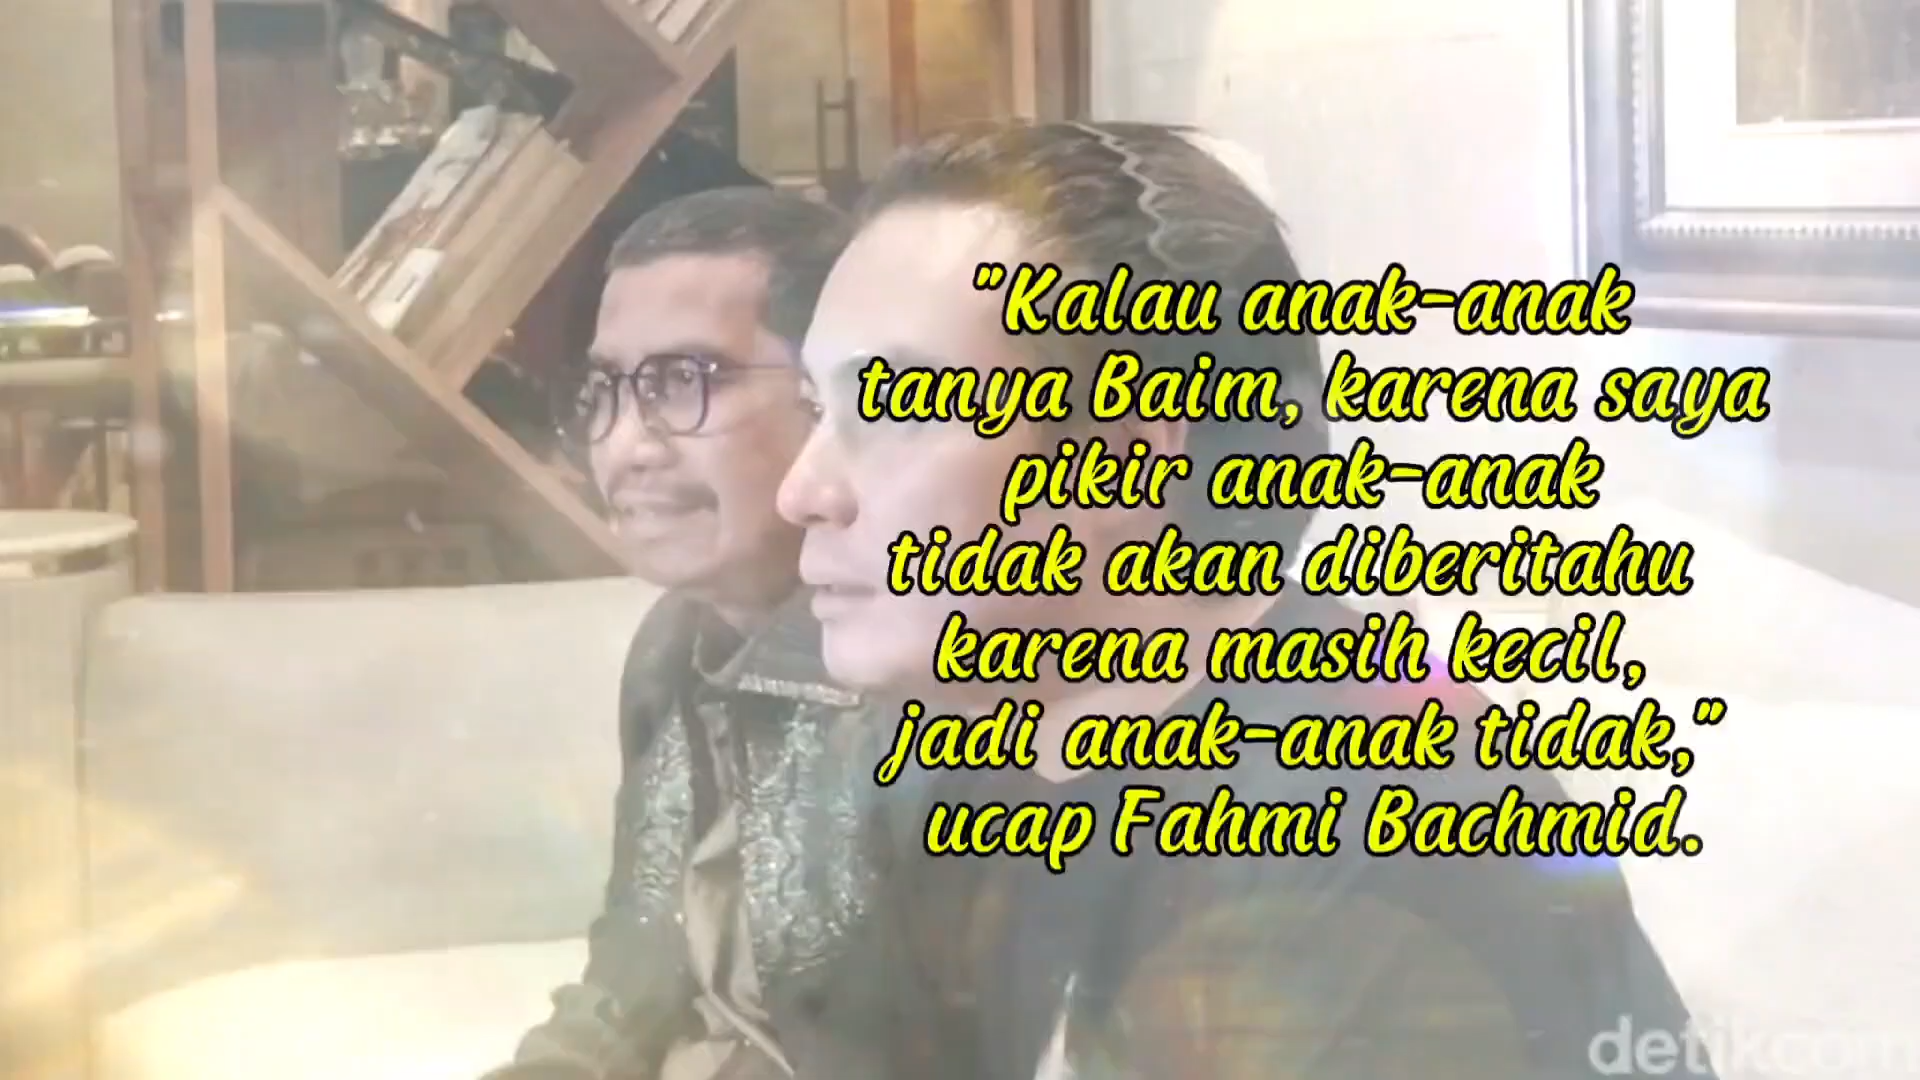 "Kalau anak-anak
tanya Baim, karena saya
pikir anak-anak
tidak akan diberitahu
karena masih kecil,
jadi anak-anak tidak,"
ucap Fahmi Bachmid.
detikcom